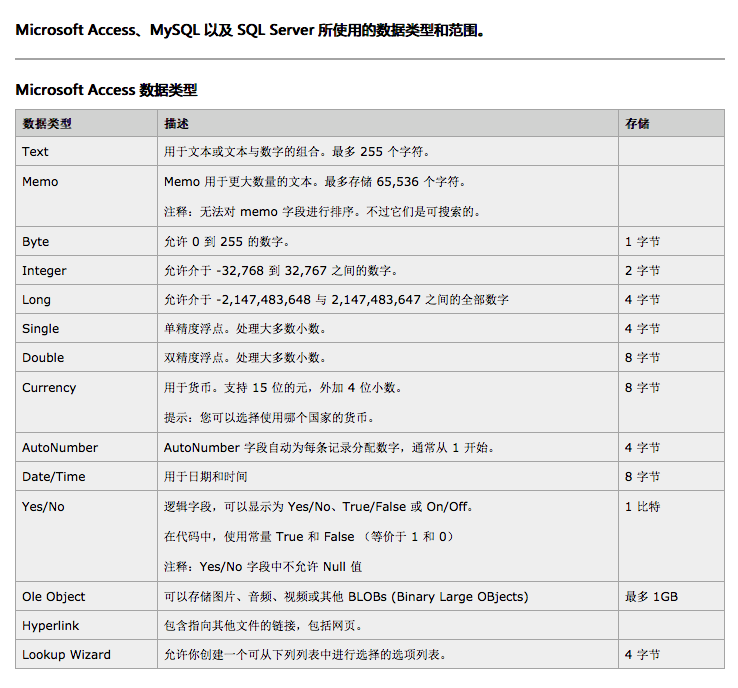 Microsoft Access、MySQL 以及 SQL Server 所使用的数据类型和范围。
Microsoft Access 数据类型
数据类型 描述 存储
Text 用于文本或文本与数字的组合。最多 255 个字符。
Memo Memo 用于更大数量的文本。最多存储 65,536 个字符。
注释：无法对 memo 字段进行排序。不过它们是可搜索的。
Byte 允许 0 到 255 的数字。 1 字节
Integer 允许介于 -32,768 到 32,767 之间的数字。 2 字节
Long 允许介于 -2,147,483,648 与 2,147,483,647 之间的全部数字 4 字节
Single 单精度浮点。处理大多数小数。 4 字节
Double 双精度浮点。处理大多数小数。 8 字节
Currency 用于货币。支持 15 位的元，外加 4 位小数。 8 字节
提示：您可以选择使用哪个国家的货币。
AutoNumber AutoNumber 字段自动为每条记录分配数字，通常从 1 开始。 4 字节
Date/Time 用于日期和时间 8 字节
Yes/No 逻辑字段，可以显示为 Yes/No、True/False 或 On/Off。 1 比特
在代码中，使用常量 True 和 False （等价于 1 和 0）
注释：Yes/No 字段中不允许 Null 值
Ole Object 可以存储图片、音频、视频或其他 BLOBs (Binary Large OBjects) 最多 1GB
Hyperlink 包含指向其他文件的链接，包括网页。
Lookup Wizard 允许你创建一个可从下列列表中进行选择的选项列表。 4 字节